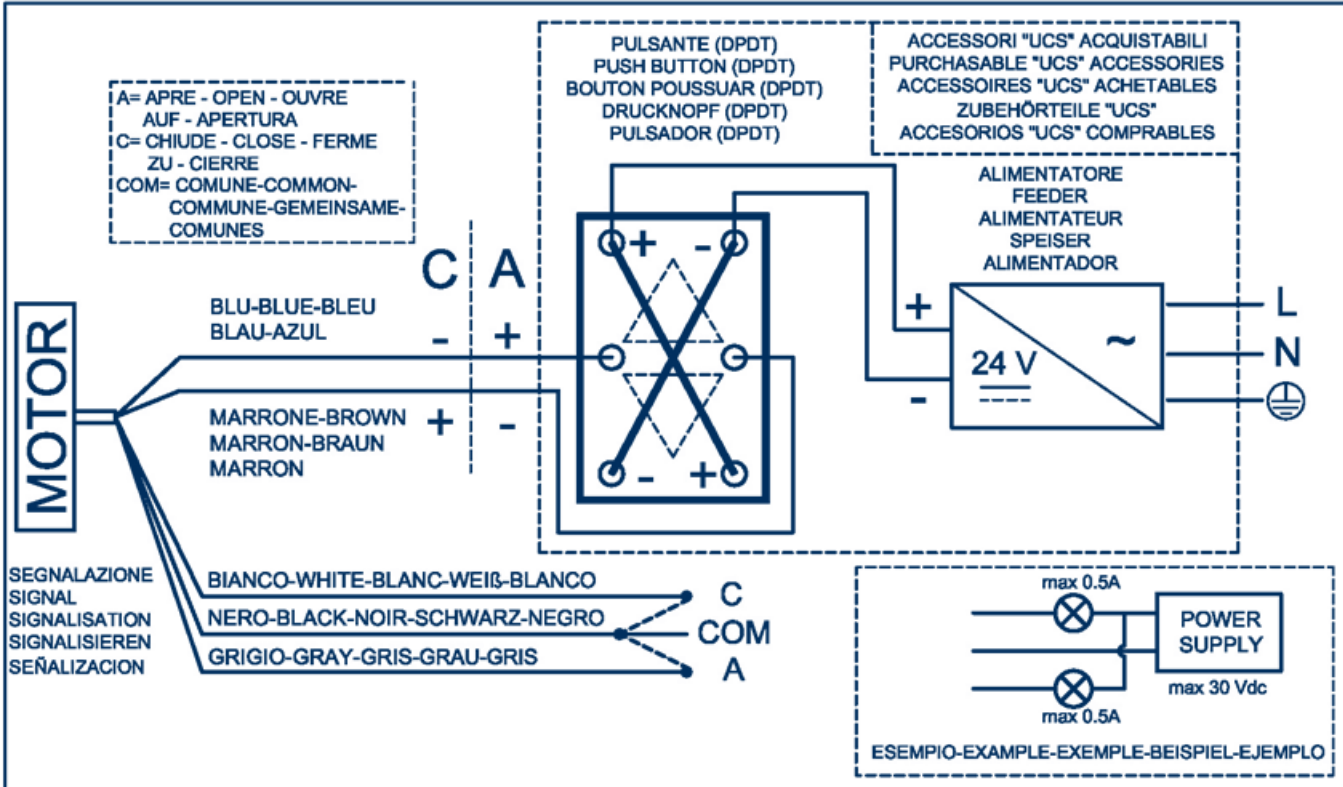 PULSANTE (DPDT)
PUSH BUTTON (DPDT)
BOUTON POUSSUAR (DPDT)
DRUCKNOPF (DPDT)
PULSADOR (DPDT)
ACCESSORI "UCS" ACQUISTABILI
PURCHASABLE "UCS" ACCESSORIES
ACCESSOIRES "UCS" ACHETABLES
ZUBEHÖRTEILE "UCS"
ACCESORIOS "UCS" COMPRABLES
A= APRE - OPEN - OUVRE
AUF - APERTURA
C= CHIUDE - CLOSE - FERME
ZU - CIERRE
COM= COMUNE-COMMON-
COMMUNE-GEMEINSAME-
COMUNES
ALIMENTATORE
FEEDER
ALIMENTATEUR
SPEISER
ALIMENTADOR
C A
BLU-BLUE-BLEU
BLAU-AZUL
- +
MARRONE-BROWN
MARRON-BRAUN
MARRON
+ -
MOTOR
+ -
- +
+
-
24 V
~
L
N
SEGNALAZIONE
SIGNAL
SIGNALISATION
SIGNALISIEREN
SEÑALIZACION
BIANCO-WHITE-BLANC-WEIß-BLANCO
NERO-BLACK-NOIR-SCHWARZ-NEGRO
GRIGIO-GRAY-GRIS-GRAU-GRIS
C
COM
A
max 0.5A
POWER
SUPPLY
max 30 Vdc
max 0.5A
ESEMPIO-EXAMPLE-EXEMPLE-BEISPIEL-EJEMPLO